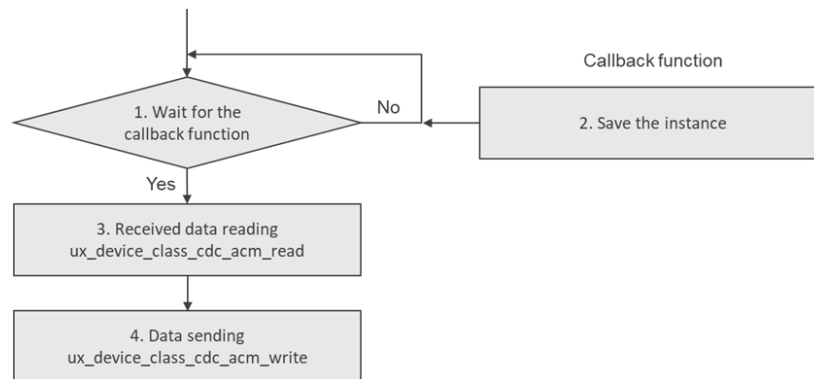 Callback function
1. Wait for the
callback function
No
2. Save the instance
Yes
3. Received data reading
ux_device_class_cdc_acm_read
4. Data sending
ux_device_class_cdc_acm_write